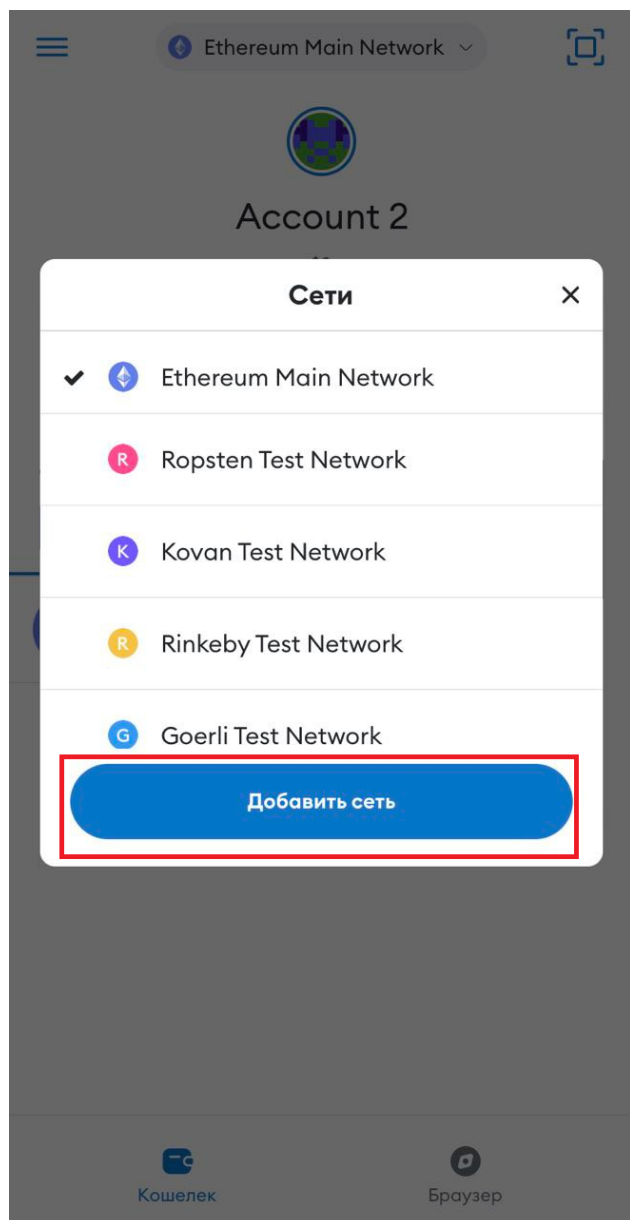 Ethereum Main Network
Account 2
Сети
Ethereum Main Network
R Ropsten Test Network
K Kovan Test Network
R Rinkeby Test Network
G Goerli Test Network
Добавить сеть
Кошелек Браузер